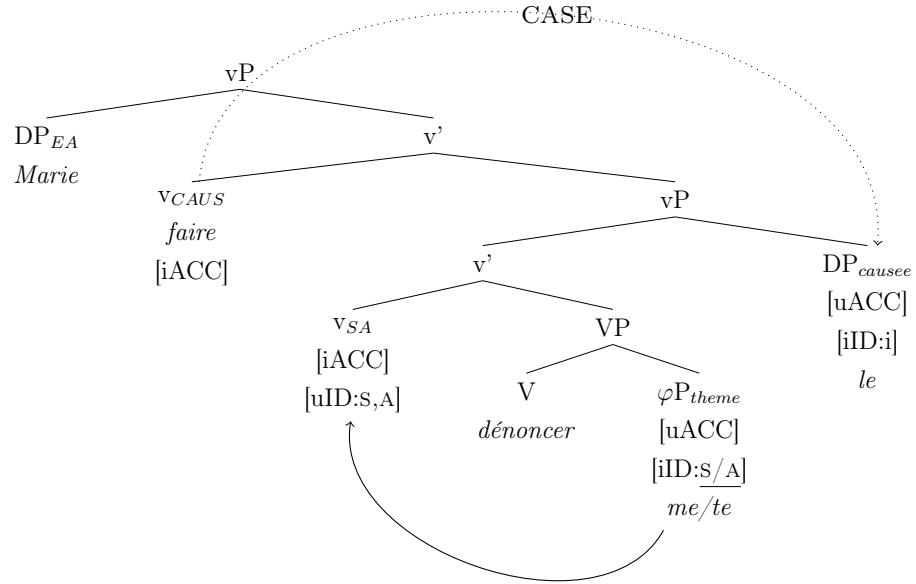 CASE
vP
DP_EA v'
Marie
v_CAUS vP
faire
[iACC]
v' DP_causee
[uACC]
[iID:i]
le
v_SA VP
[iACC]
[uID:S,A]
V φP_theme
dénoncer [uACC]
[iID:S/A]
me/te